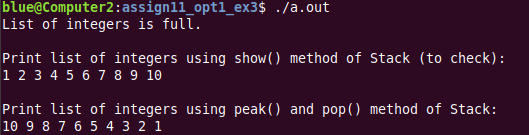 blue@Computer2:assign11_opt1_ex3$ ./a.out
List of integers is full.
Print list of integers using show() method of Stack (to check):
1 2 3 4 5 6 7 8 9 10
Print list of integers using peak() and pop() method of Stack:
10 9 8 7 6 5 4 3 2 1